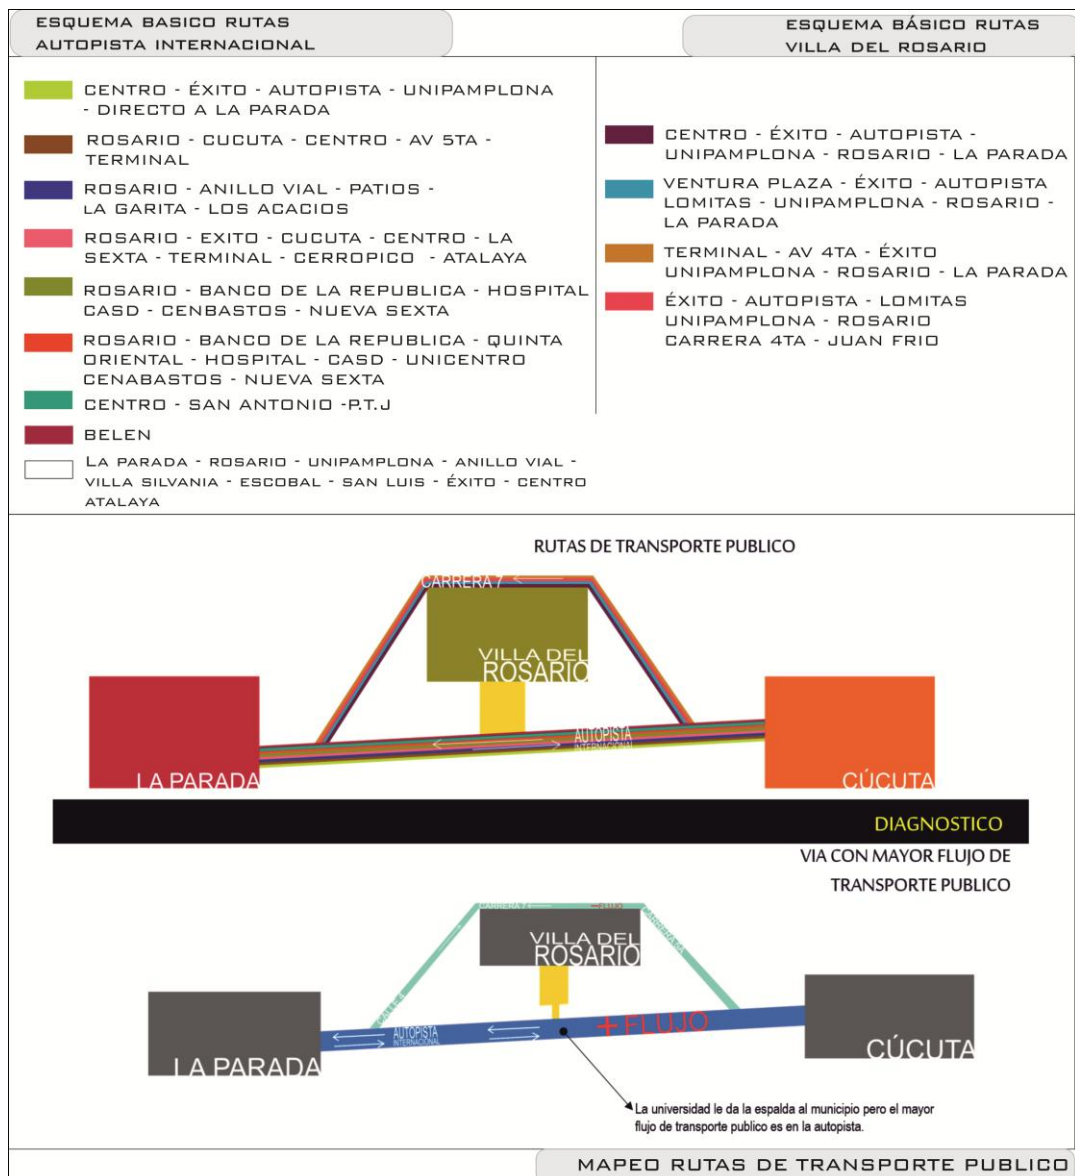 ESQUEMA BASICO RUTAS
AUTOPISTA INTERNACIONAL
ESQUEMA BÁSICO RUTAS
VILLA DEL ROSARIO
CENTRO - ÉXITO - AUTOPISTA - UNIPAMPLONA
- DIRECTO A LA PARADA
ROSARIO - CUCUTA - CENTRO - AV 5TA -
TERMINAL
ROSARIO - ANILLO VIAL - PATIOS -
LA GARITA - LOS ACACIOS
ROSARIO - EXITO - CUCUTA - CENTRO - LA
SEXTA - TERMINAL - CERROPICO - ATALAYA
ROSARIO - BANCO DE LA REPUBLICA - HOSPITAL
CASD - CENBASTOS - NUEVA SEXTA
ROSARIO - BANCO DE LA REPUBLICA - QUINTA
ORIENTAL - HOSPITAL - CASD - UNICENTRO
CENABASTOS - NUEVA SEXTA
CENTRO - SAN ANTONIO -P.T.J
BELEN
LA PARADA - ROSARIO - UNIPAMPLONA - ANILLO VIAL -
VILLA SILVANIA - ESCOBAL - SAN LUIS - ÉXITO - CENTRO
ATALAYA
CENTRO - ÉXITO - AUTOPISTA -
UNIPAMPLONA - ROSARIO - LA PARADA
VENTURA PLAZA - ÉXITO - AUTOPISTA
LOMITAS - UNIPAMPLONA - ROSARIO -
LA PARADA
TERMINAL - AV 4TA - ÉXITO
UNIPAMPLONA - ROSARIO - LA PARADA
ÉXITO - AUTOPISTA - LOMITAS
UNIPAMPLONA - ROSARIO
CARRERA 4TA - JUAN FRIO
RUTAS DE TRANSPORTE PUBLICO
CARRERA 7
VILLA DEL
ROSARIO
AUTOPISTA
INTERNACIONAL
LA PARADA
CÚCUTA
DIAGNOSTICO
VIA CON MAYOR FLUJO DE
TRANSPORTE PUBLICO
CARRERA 7
+FLUJO
CARRERA 5A
VILLA DEL
ROSARIO
CALLE 6
AUTOPISTA
INTERNACIONAL
+ FLUJO
LA PARADA
CÚCUTA
La universidad le da la espalda al municipio pero el mayor
flujo de transporte publico es en la autopista.
MAPEO RUTAS DE TRANSPORTE PUBLICO